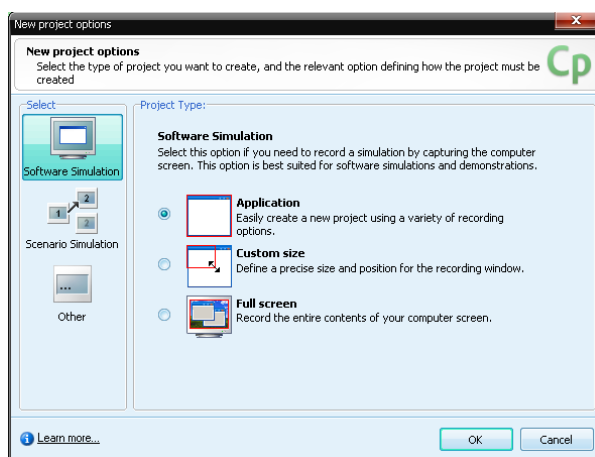 New project options
New project options
Select the type of project you want to create, and the relevant option defining how the project must be
created
Cp
Select
Software Simulation
1
2
2
Scenario Simulation
...
Other
Project Type:
Software Simulation
Select this option if you need to record a simulation by capturing the computer
screen. This option is best suited for software simulations and demonstrations.
Application
Easily create a new project using a variety of recording
options.
Custom size
Define a precise size and position for the recording window.
Full screen
Record the entire contents of your computer screen.
Learn more...
OK
Cancel